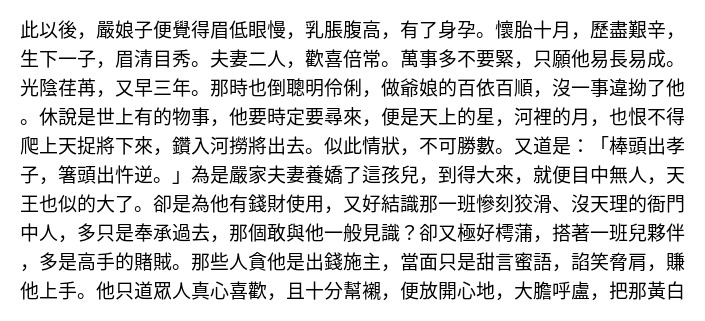 此以後，嚴娘子便覺得眉低眼慢，乳脹腹高，有了身孕。懷胎十月，歷盡艱辛，
生下一子，眉清目秀。夫妻二人，歡喜倍常。萬事多不要緊，只願他易長易成。
光陰荏苒，又早三年。那時也倒聰明伶俐，做爺娘的百依百順，沒一事違拗了他
。休說是世上有的物事，他要時定要尋來，便是天上的星，河裡的月，也恨不得
爬上天捉將下來，鑽入河撈將出去。似此情狀，不可勝數。又道是：「棒頭出孝
子，箸頭出忤逆。」為是嚴家夫妻養嬌了這孩兒，到得大來，就便目中無人，天
王也似的大了。卻是為他有錢財使用，又好結識那一班慘刻狡滑、沒天理的衙門
中人，多只是奉承過去，那個敢與他一般見識？卻又極好樗蒲，搭著一班兒夥伴
，多是高手的賭賊。那些人貪他是出錢施主，當面只是甜言蜜語，諂笑脅肩，賺
他上手。他只道眾人真心喜歡，且十分幫襯，便放開心地，大膽呼盧，把那黃白